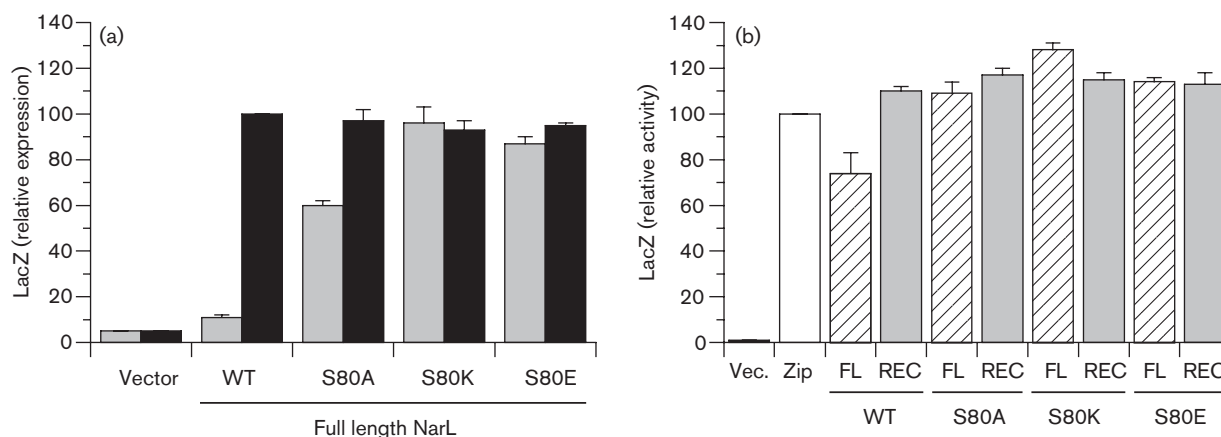 (a)
LacZ (relative expression)
140
120
100
80
60
40
20
0
Vector WT S80A S80K S80E
Full length NarL
(b)
LacZ (relative activity)
140
120
100
80
60
40
20
0
Vec. Zip FL REC FL REC FL REC FL REC
WT S80A S80K S80E